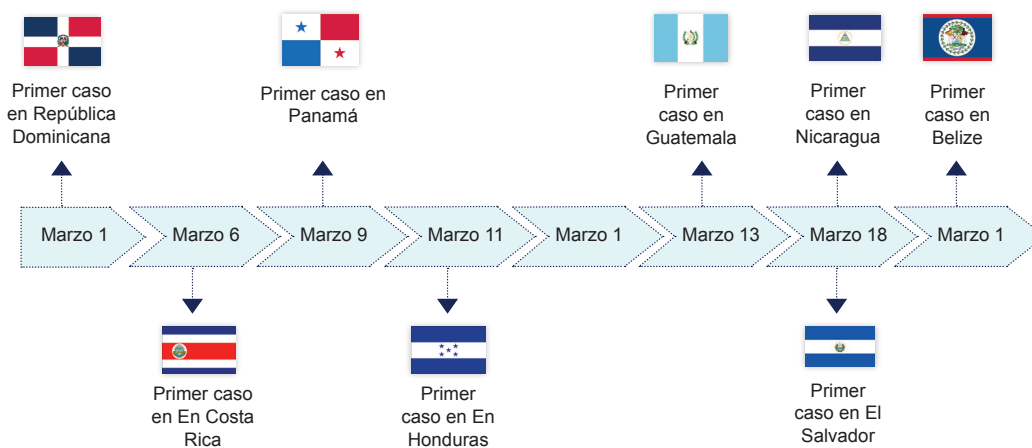 Primer caso
en República
Dominicana
Primer caso en
Panamá
Primer
caso en
Guatemala
Primer
caso en
Nicaragua
Primer
caso en
Belize
Marzo 1
Marzo 6
Marzo 9
Marzo 11
Marzo 1
Marzo 13
Marzo 18
Marzo 1
Primer caso
en En Costa
Rica
Primer
caso en En
Honduras
Primer
caso en El
Salvador